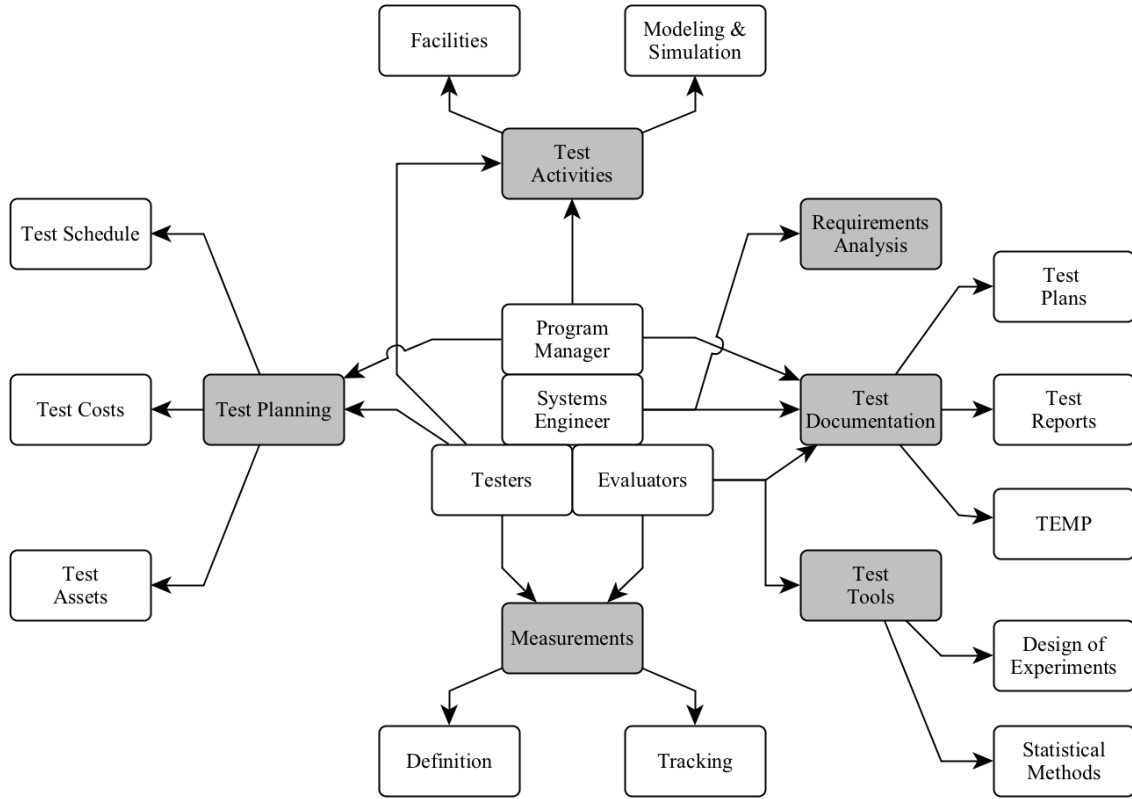 Facilities
Modeling &
Simulation
Test
Activities
Test Schedule
Requirements
Analysis
Test
Plans
Program
Manager
Test Costs
Test Planning
Systems
Engineer
Test
Documentation
Test
Reports
Testers
Evaluators
TEMP
Test
Assets
Test
Tools
Measurements
Design of
Experiments
Definition
Tracking
Statistical
Methods